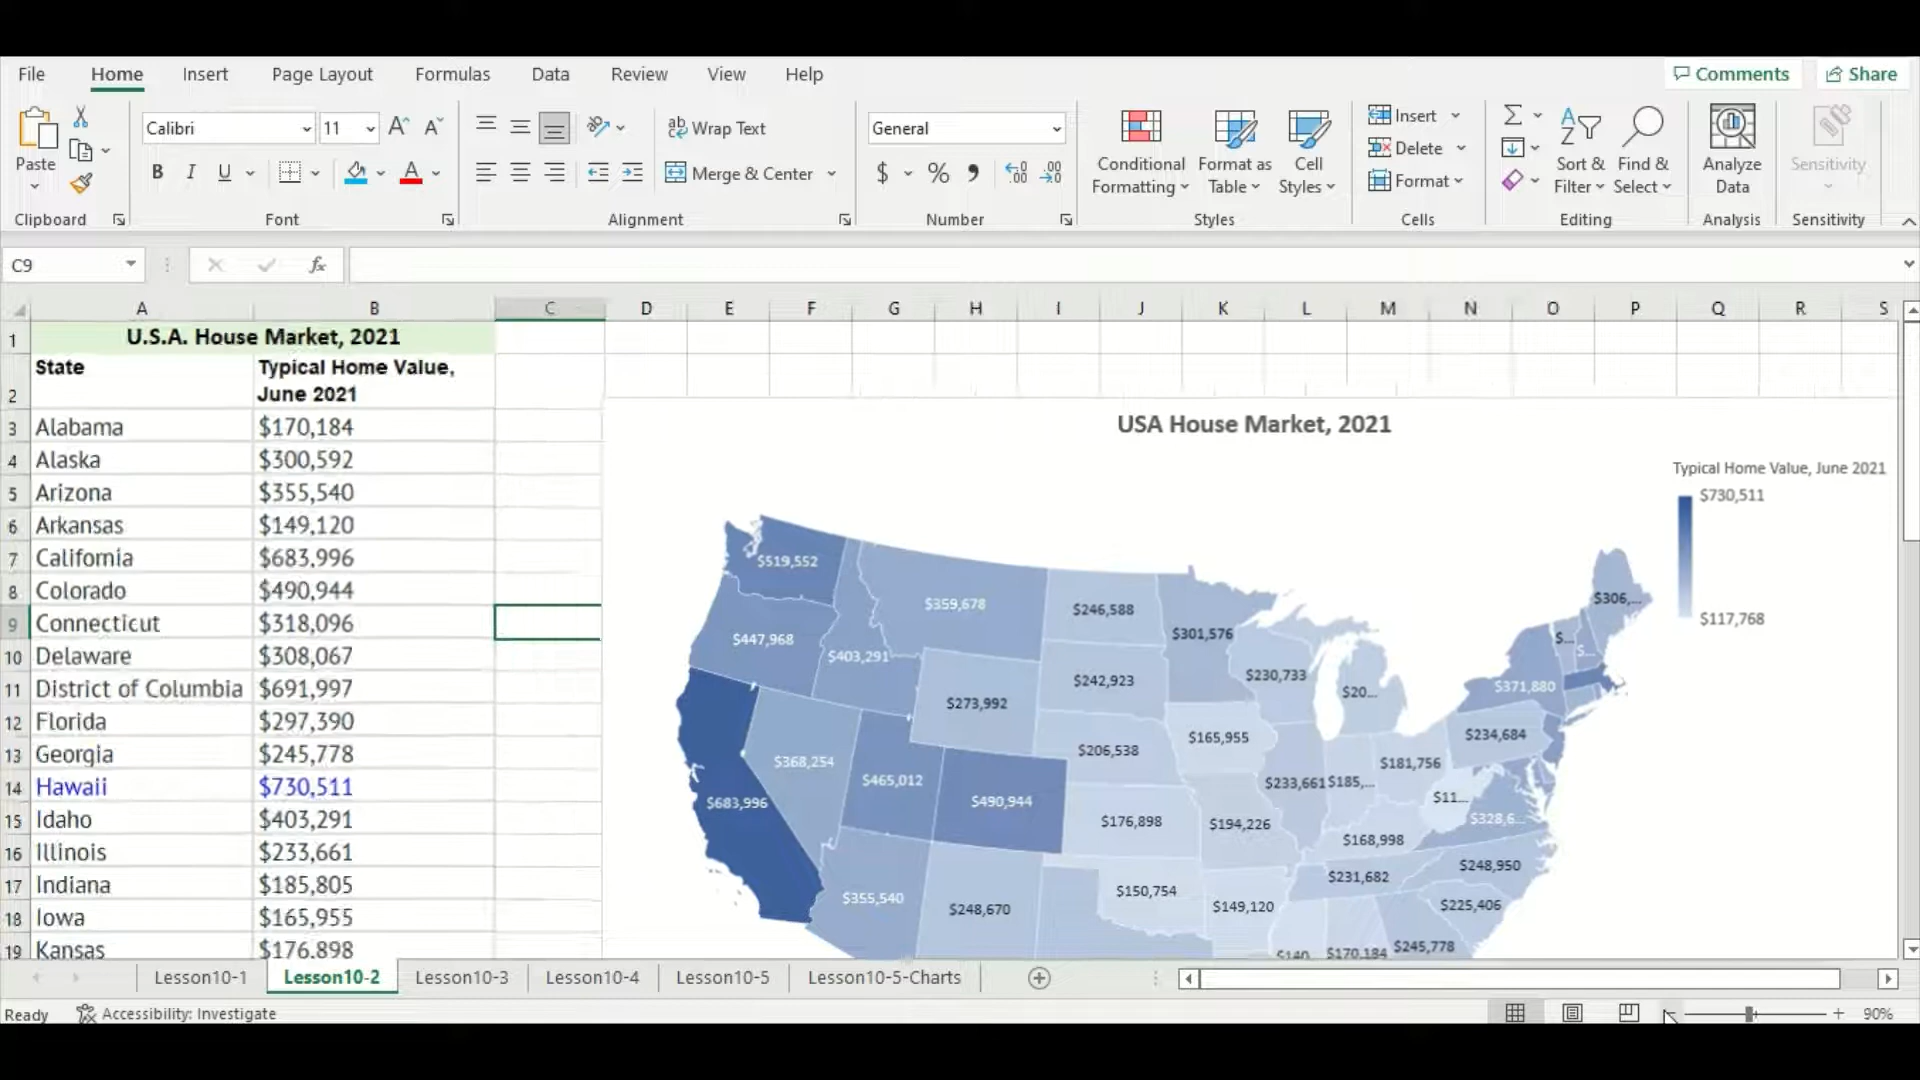 File Home Insert Page Layout Formulas Data Review View Help Comments Share
Paste
Calibri 11
B I U A
ab Wrap Text
Merge & Center
General
$ % 9
Conditional Formatting
Format as Table
Cell Styles
Insert
Delete
Format
Sort & Filter
Find & Select
Analyze Data
Sensitivity
Clipboard Font Alignment Number Styles Cells Editing Analysis Sensitivity
C9 fx
A B C D E F G H I J K L M N O P Q R S
1 U.S.A. House Market, 2021
2 State Typical Home Value, June 2021
3 Alabama $170,184
4 Alaska $300,592
5 Arizona $355,540
6 Arkansas $149,120
7 California $683,996
8 Colorado $490,944
9 Connecticut $318,096
10 Delaware $308,067
11 District of Columbia $691,997
12 Florida $297,390
13 Georgia $245,778
14 Hawaii $730,511
15 Idaho $403,291
16 Illinois $233,661
17 Indiana $185,805
18 Iowa $165,955
19 Kansas $176,898
USA House Market, 2021
Typical Home Value, June 2021
$730,511
$117,768
$519,552
$359,678
$246,588
$306,...
$447,968
$403,291
$301,576
$...
$...
$273,992
$242,923
$230,733
$20...
$371,880
$368,254
$465,012
$206,538
$165,955
$181,756
$234,684
$683,996
$490,944
$233,661
$185,...
$11...
$176,898
$194,226
$168,998
$328,6...
$355,540
$248,670
$150,754
$149,120
$231,682
$248,950
$225,406
$140
$170,184
$245,778
Lesson10-1 Lesson10-2 Lesson10-3 Lesson10-4 Lesson10-5 Lesson10-5-Charts
Ready Accessibility: Investigate 90%